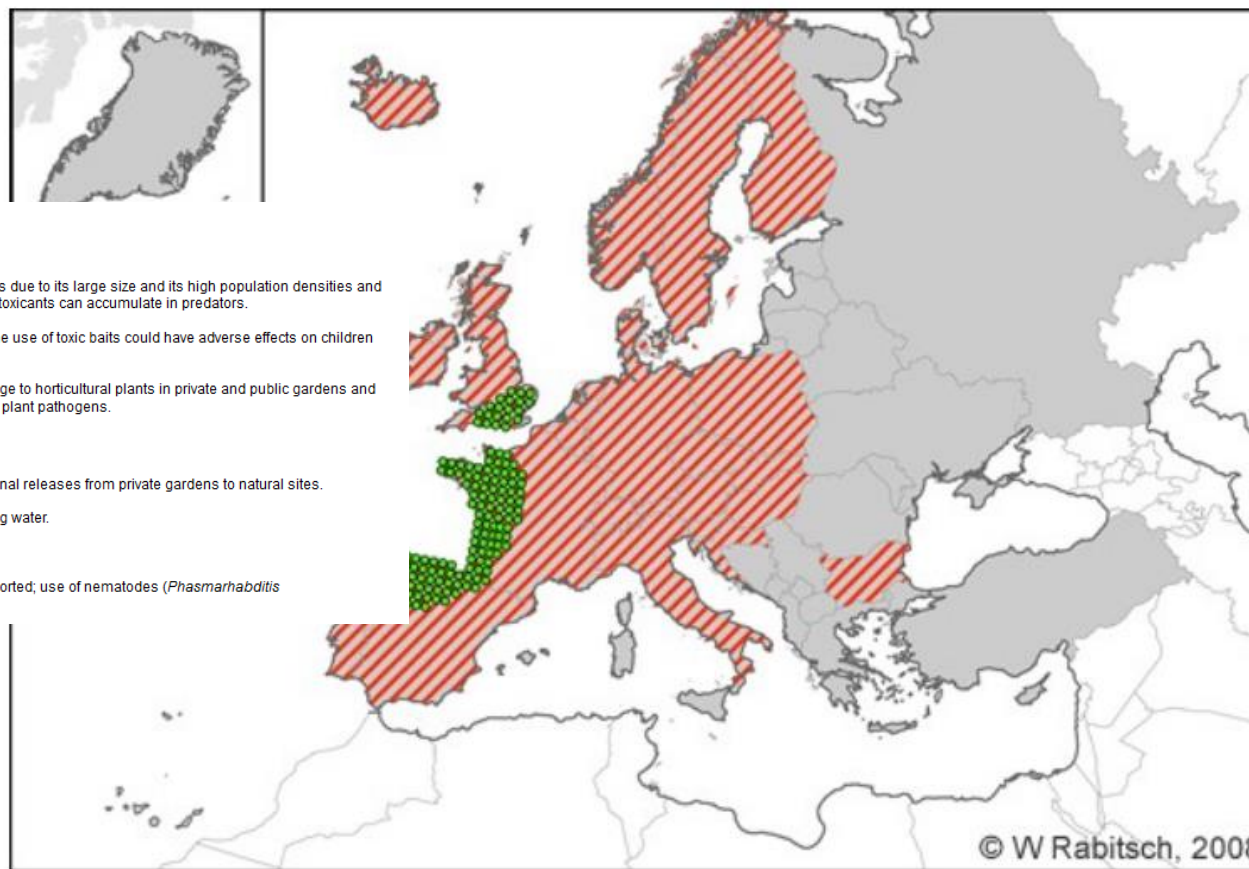 s due to its large size and its high population densities and
toxicants can accumulate in predators.
e use of toxic baits could have adverse effects on children
ge to horticultural plants in private and public gardens and
plant pathogens.
nal releases from private gardens to natural sites.
g water.
orted; use of nematodes (Phasmarhabditis
© W Rabitsch, 2008